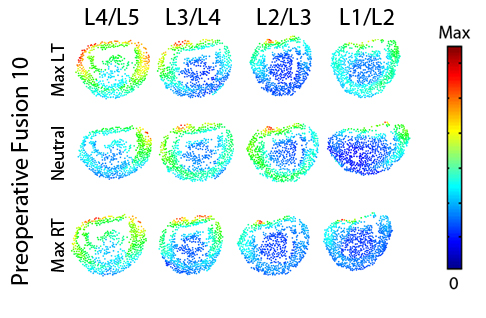 L4/L5 L3/L4 L2/L3 L1/L2
Max
Preoperative Fusion 10
Max LT
Neutral
Max RT
0